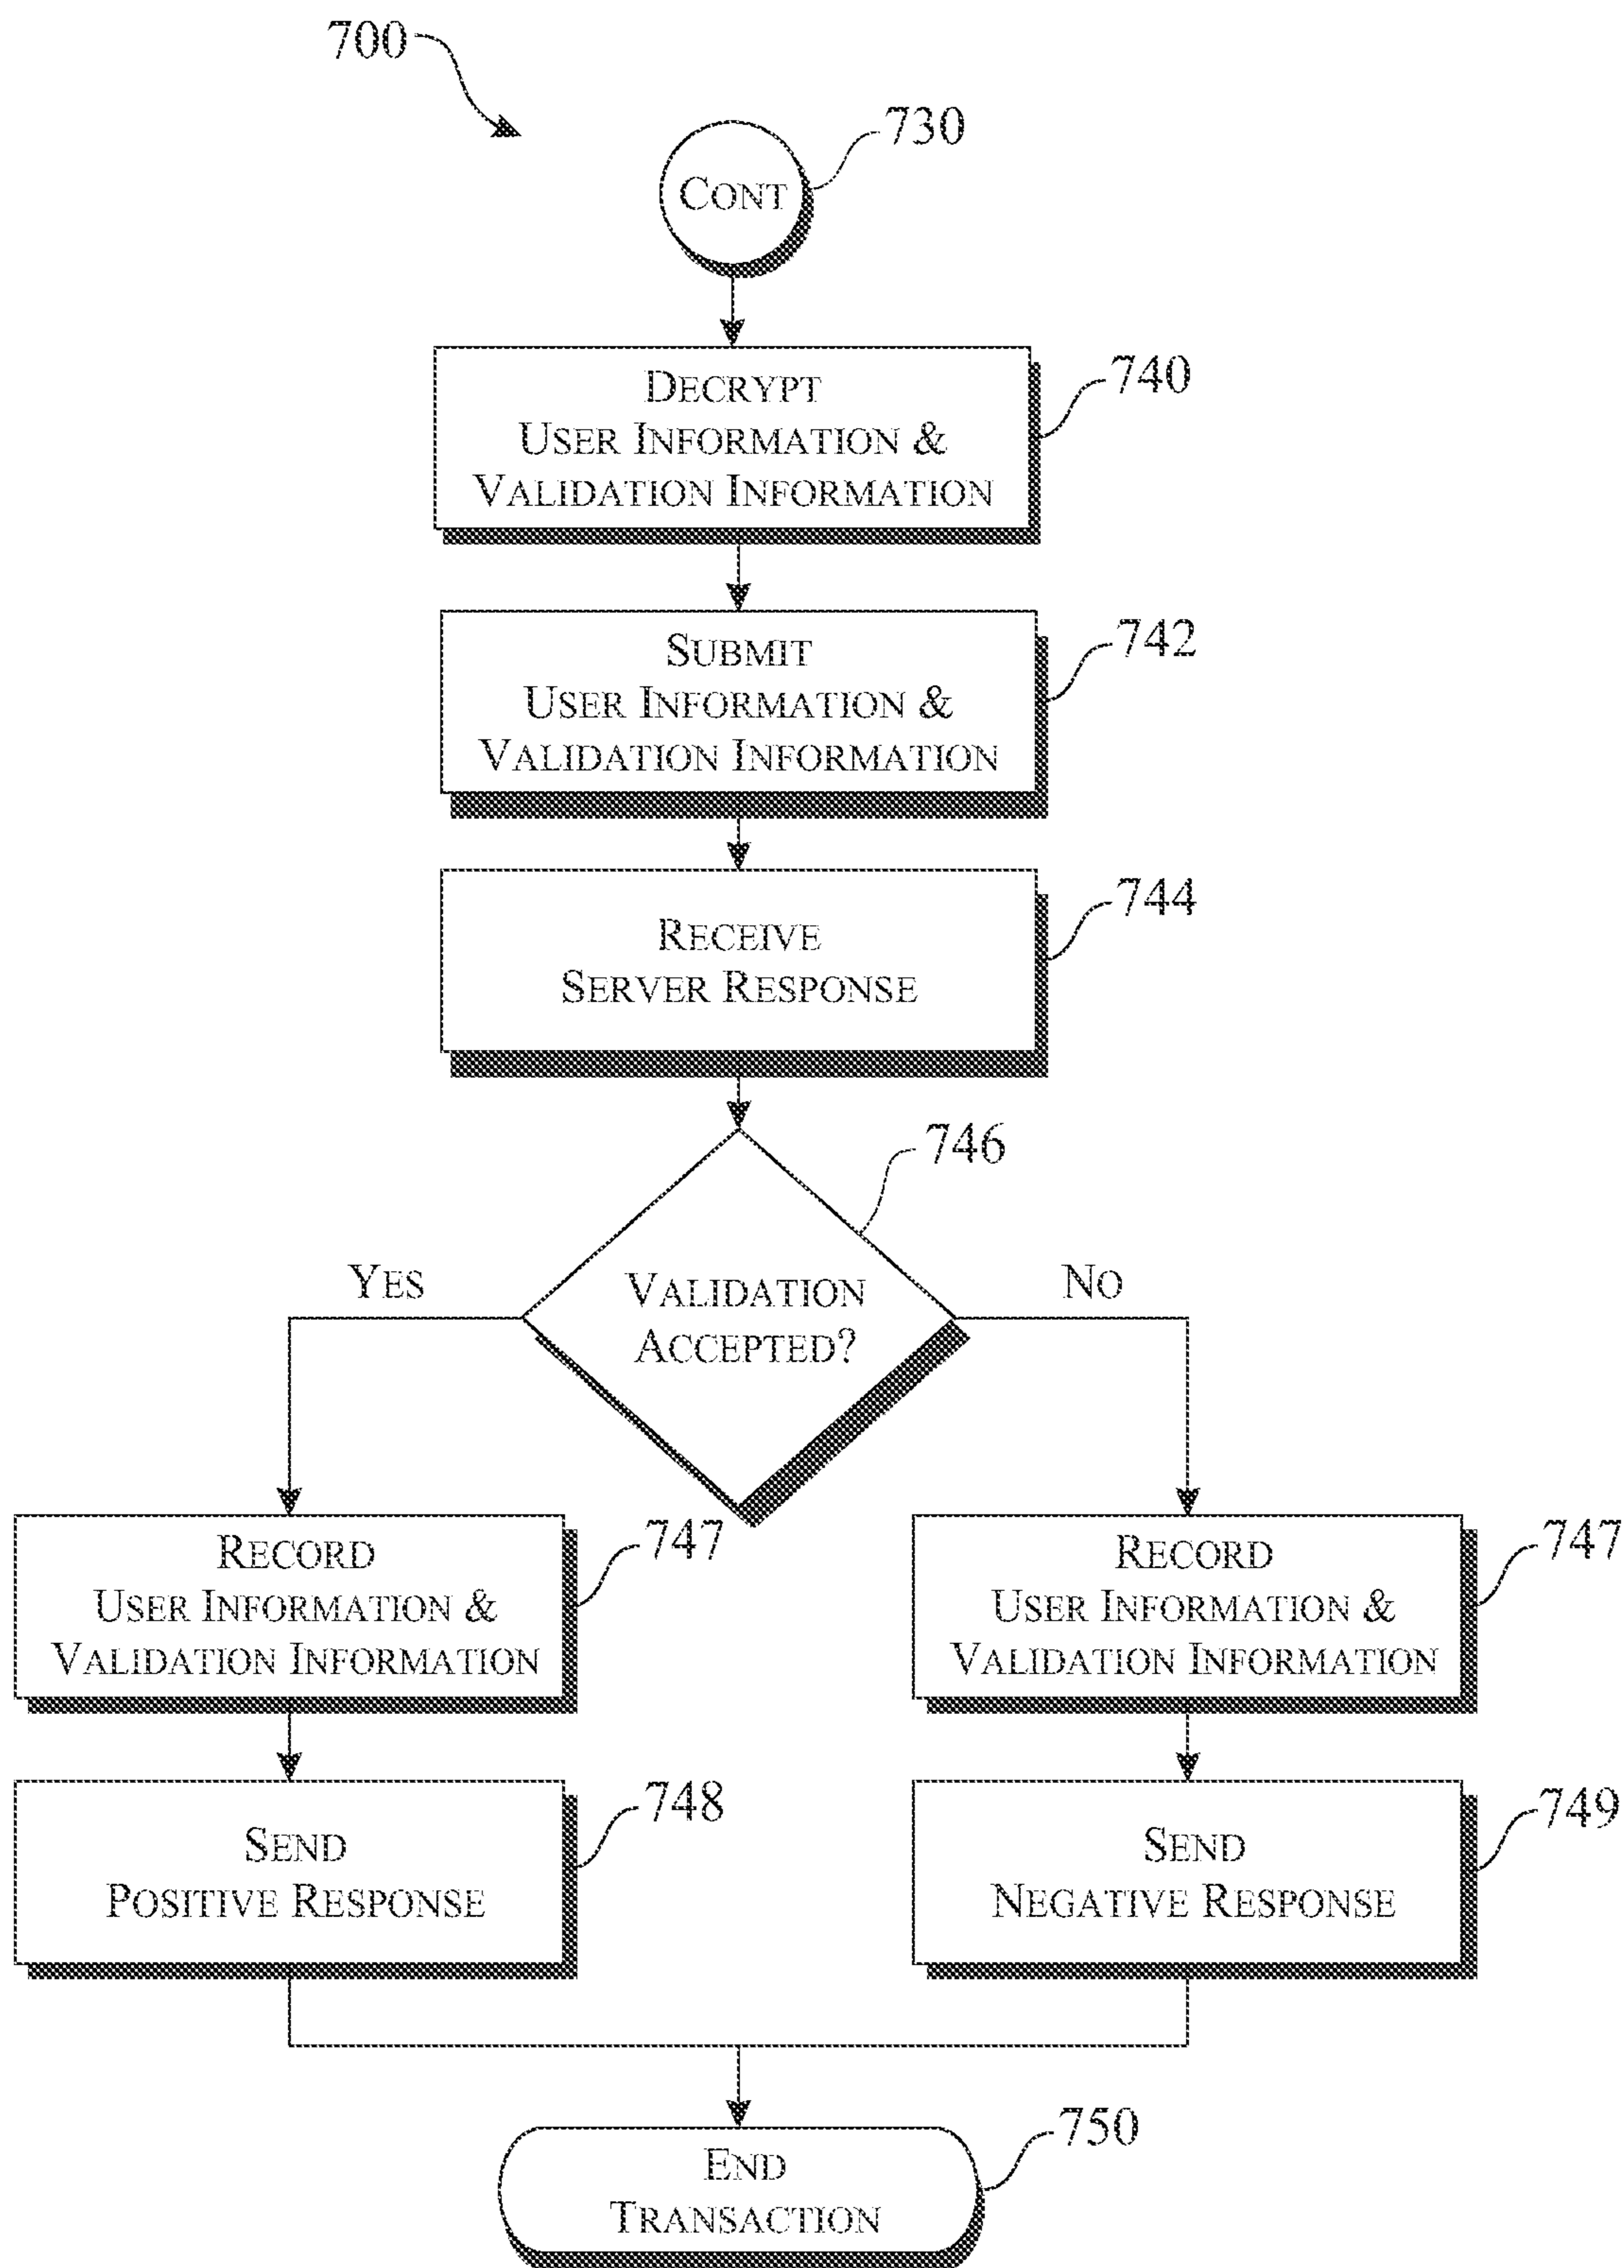 700
730
CONT
740
DECRYPT
USER INFORMATION &
VALIDATION INFORMATION
742
SUBMIT
USER INFORMATION &
VALIDATION INFORMATION
744
RECEIVE
SERVER RESPONSE
746
YES
VALIDATION
ACCEPTED?
NO
747
RECORD
USER INFORMATION &
VALIDATION INFORMATION
747
RECORD
USER INFORMATION &
VALIDATION INFORMATION
748
SEND
POSITIVE RESPONSE
749
SEND
NEGATIVE RESPONSE
750
END
TRANSACTION